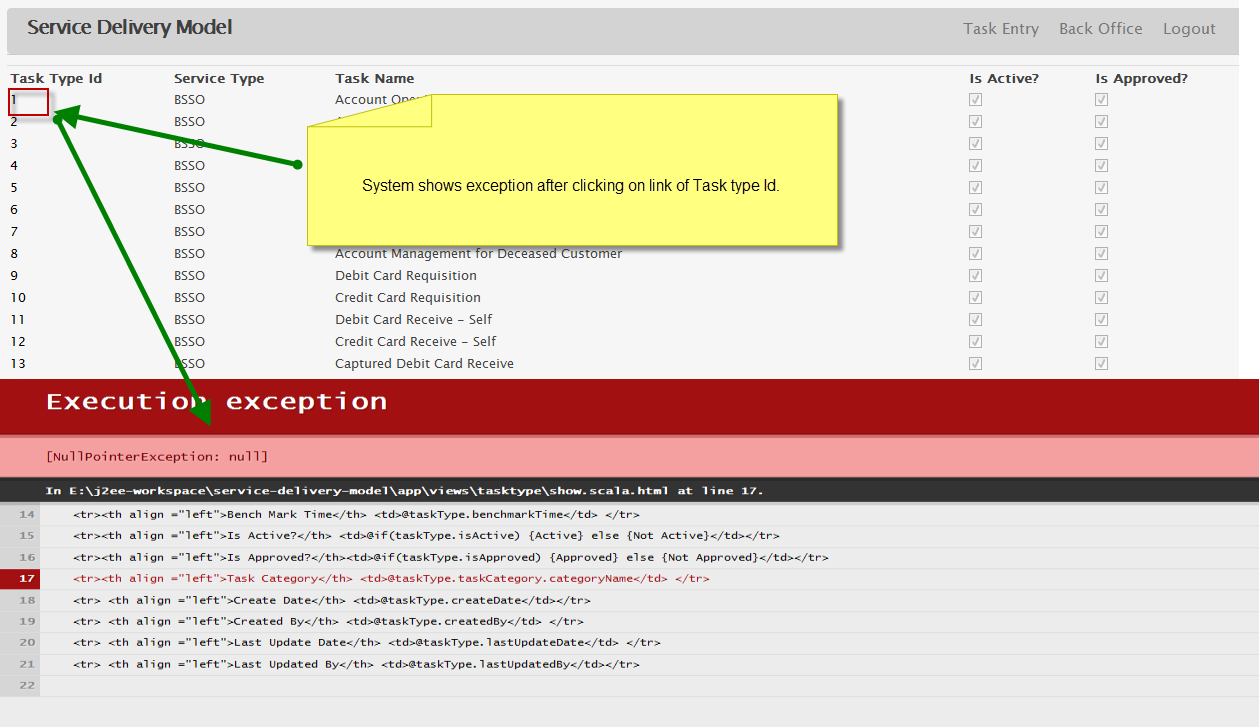 Service Delivery Model Task Entry Back Office Logout
Task Type Id Service Type Task Name Is Active? Is Approved?
1 BSSO Account
2 BSSO
3 BSSO
4 BSSO
5 BSSO
6 BSSO
7 BSSO
8 BSSO Account Management for Deceased Customer
9 BSSO Debit Card Requisition
10 BSSO Credit Card Requisition
11 BSSO Debit Card Receive - Self
12 BSSO Credit Card Receive - Self
13 BSSO Captured Debit Card Receive
System shows exception after clicking on link of Task type Id.
Execution exception
[NullPointerException: null]
In E:\j2ee-workspace\service-delivery-model\app\views\tasktype\show.scala.html at line 17.
14 <tr><th align ="left">Bench Mark Time</th> <td>@taskType.benchmarkTime</td> </tr>
15 <tr><th align ="left">Is Active?</th> <td>@if(taskType.isActive) {Active} else {Not Active}</td></tr>
16 <tr><th align ="left">Is Approved?</th><td>@if(taskType.isApproved) {Approved} else {Not Approved}</td></tr>
17 <tr><th align ="left">Task Category</th> <td>@taskType.taskCategory.categoryName</td> </tr>
18 <tr> <th align ="left">Create Date</th> <td>@taskType.createDate</td></tr>
19 <tr> <th align ="left">Created By</th> <td>@taskType.createdBy</td> </tr>
20 <tr> <th align ="left">Last Update Date</th> <td>@taskType.lastUpdateDate</td> </tr>
21 <tr> <th align ="left">Last Updated By</th> <td>@taskType.lastUpdatedBy</td></tr>
22